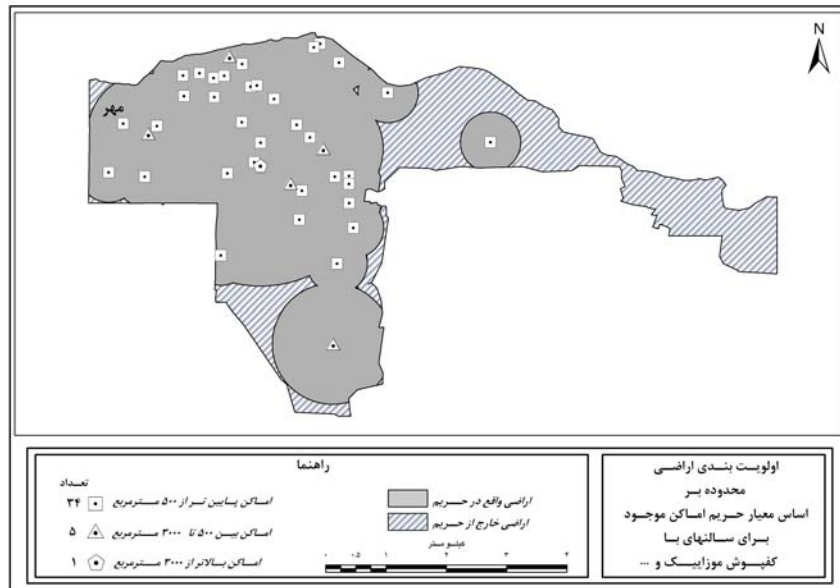 N
مهر
راهنما
تعداد
۳۴ اماکن پایین تر از ۵۰۰ مترمربع
۵ اماکن بین ۵۰۰ تا ۳۰۰۰ مترمربع
۱ اماکن بالاتر از ۳۰۰۰ مترمربع
اراضی واقع در حریم
اراضی خارج از حریم
کیلو متر
۰ ۰.۵ ۱ ۲ ۳ ۴
اولویت بندی اراضی
محدوده بر
اساس معیار حریم اماکن موجود
برای سالنهای با
کفپوش موزاییک و ...